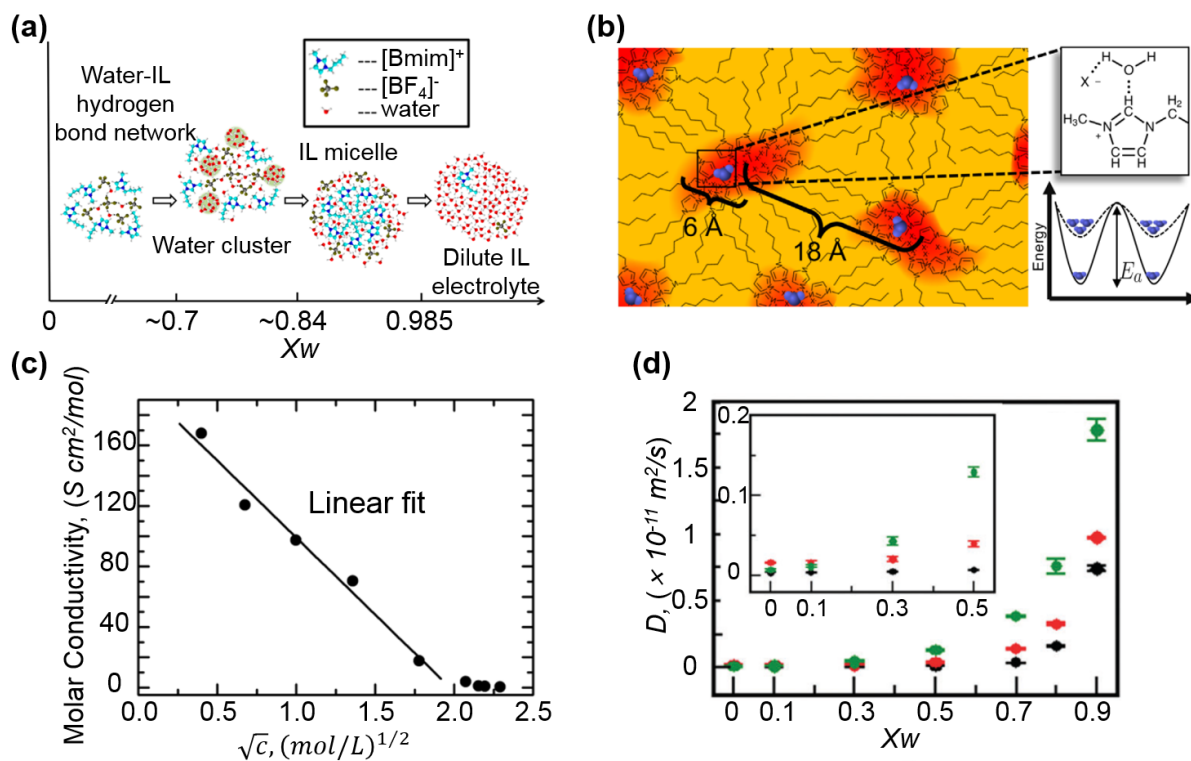 (a)
Water-IL
hydrogen
bond network
--- [Bmim]⁺
--- [BF₄]⁻
--- water
IL micelle
Water cluster
Dilute IL
electrolyte
0
~0.7
~0.84
0.985
Xw
(b)
6 Å
18 Å
H
H
X⁻
O
H
H₃C
N
+
N
CH₂
H
H
Energy
Eₐ
(c)
Molar Conductivity, (S cm²/mol)
160
120
80
40
0
Linear fit
0.0
0.5
1.0
1.5
2.0
2.5
√c, (mol/L)^1/2
(d)
D, ( × 10⁻¹¹ m²/s)
2
1.5
1
0.5
0
0.2
0.1
0
0
0.1
0.3
0.5
0
0.1
0.3
0.5
0.7
0.9
Xw